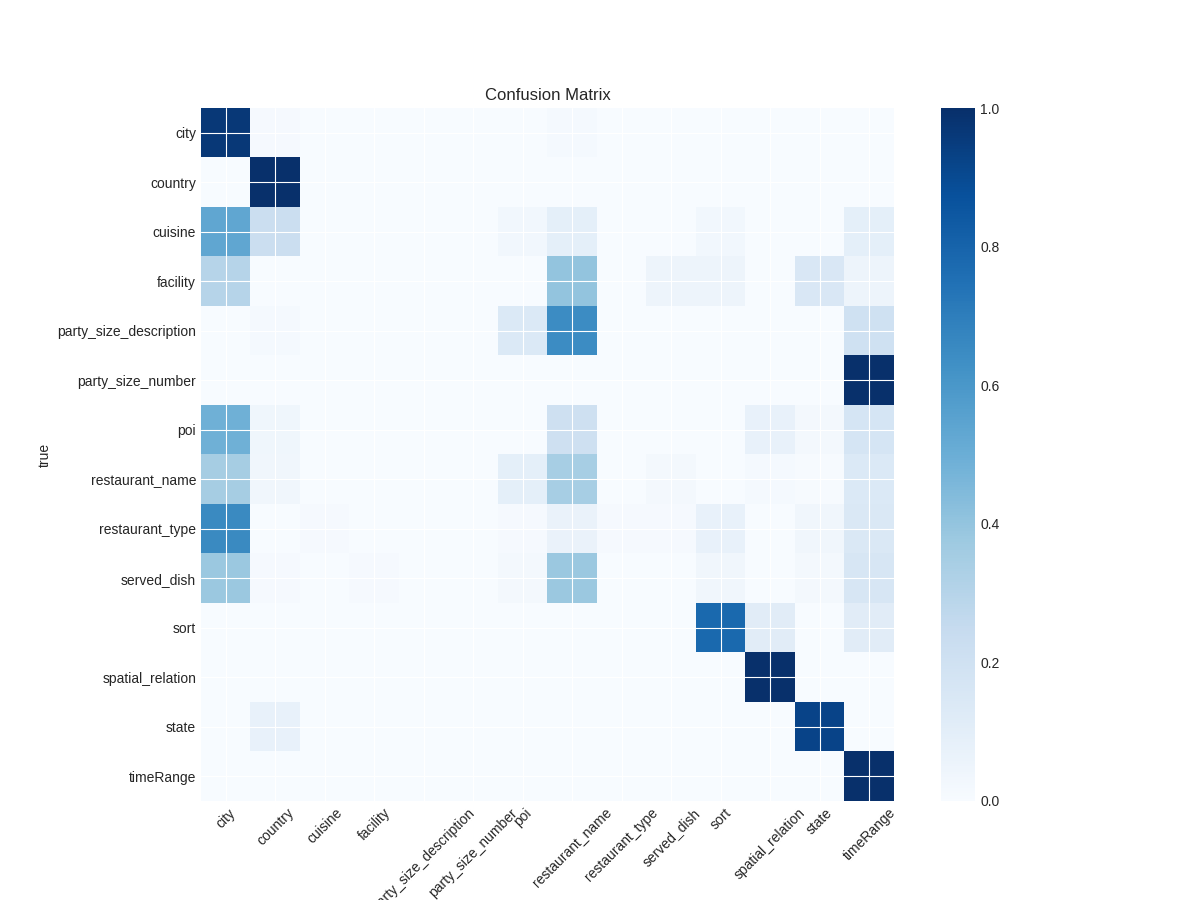 Confusion Matrix
city
country
cuisine
facility
party_size_description
party_size_number
poi
restaurant_name
restaurant_type
served_dish
sort
spatial_relation
state
timeRange
true
city
country
cuisine
facility
arty_size_description
party_size_number
poi
restaurant_name
restaurant_type
served_dish
sort
spatial_relation
state
timeRange
1.0
0.8
0.6
0.4
0.2
0.0